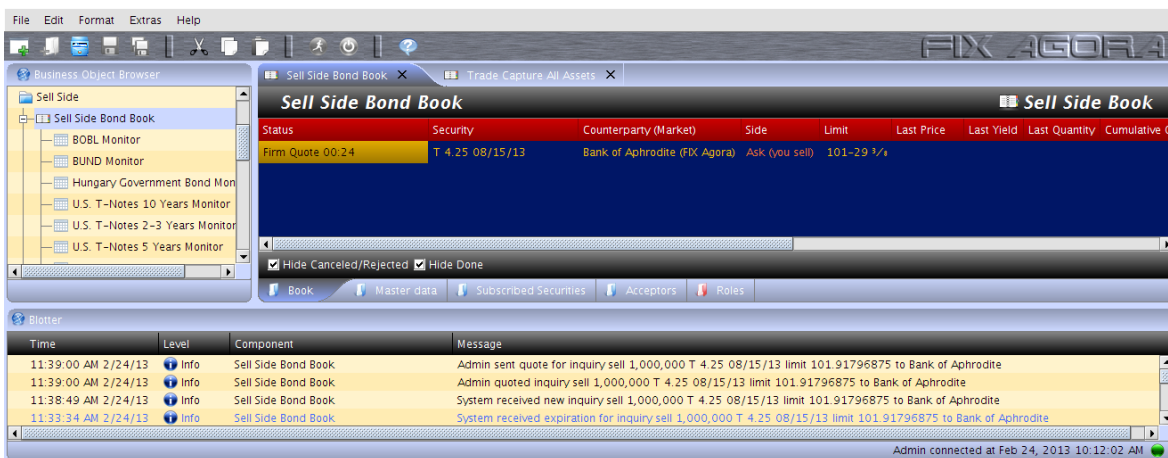 File Edit Format Extras Help
FIX AGORA
Business Object Browser
Sell Side
Sell Side Bond Book
BOBL Monitor
BUND Monitor
Hungary Government Bond Mon
U.S. T-Notes 10 Years Monitor
U.S. T-Notes 2-3 Years Monitor
U.S. T-Notes 5 Years Monitor
Sell Side Bond Book X Trade Capture All Assets X
Sell Side Bond Book Sell Side Book
Status Security Counterparty (Market) Side Limit Last Price Last Yield Last Quantity Cumulative
Firm Quote 00:24 T 4.25 08/15/13 Bank of Aphrodite (FIX Agora) Ask (you sell) 101-29 3/8
Hide Canceled/Rejected Hide Done
Book Master data Subscribed Securities Acceptors Roles
Blotter
Time Level Component Message
11:39:00 AM 2/24/13 Info Sell Side Bond Book Admin sent quote for inquiry sell 1,000,000 T 4.25 08/15/13 limit 101.91796875 to Bank of Aphrodite
11:39:00 AM 2/24/13 Info Sell Side Bond Book Admin quoted inquiry sell 1,000,000 T 4.25 08/15/13 limit 101.91796875 to Bank of Aphrodite
11:38:49 AM 2/24/13 Info Sell Side Bond Book System received new inquiry sell 1,000,000 T 4.25 08/15/13 limit 101.91796875 to Bank of Aphrodite
11:33:34 AM 2/24/13 Info Sell Side Bond Book System received expiration for inquiry sell 1,000,000 T 4.25 08/15/13 limit 101.91796875 to Bank of Aphrodite
Admin connected at Feb 24, 2013 10:12:02 AM